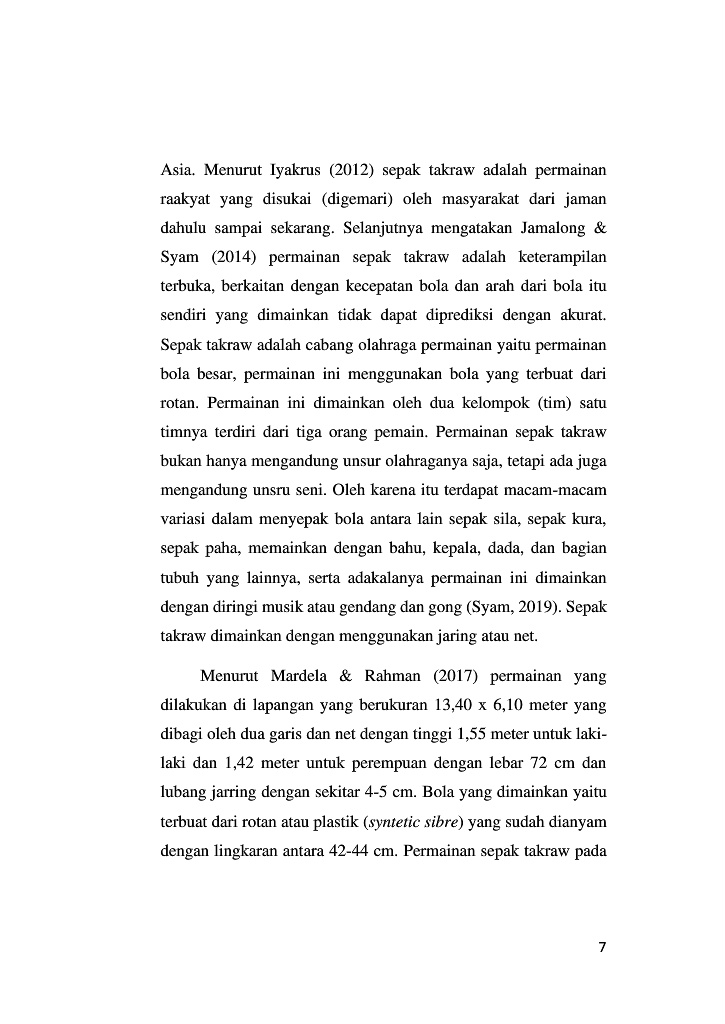 Asia. Menurut Iyakrus (2012) sepak takraw adalah permainan
raakyat yang disukai (digemari) oleh masyarakat dari jaman
dahulu sampai sekarang. Selanjutnya mengatakan Jamalong &
Syam (2014) permainan sepak takraw adalah keterampilan
terbuka, berkaitan dengan kecepatan bola dan arah dari bola itu
sendiri yang dimainkan tidak dapat diprediksi dengan akurat.
Sepak takraw adalah cabang olahraga permainan yaitu permainan
bola besar, permainan ini menggunakan bola yang terbuat dari
rotan. Permainan ini dimainkan oleh dua kelompok (tim) satu
timnya terdiri dari tiga orang pemain. Permainan sepak takraw
bukan hanya mengandung unsur olahraganya saja, tetapi ada juga
mengandung unsru seni. Oleh karena itu terdapat macam-macam
variasi dalam menyepak bola antara lain sepak sila, sepak kura,
sepak paha, memainkan dengan bahu, kepala, dada, dan bagian
tubuh yang lainnya, serta adakalanya permainan ini dimainkan
dengan diringi musik atau gendang dan gong (Syam, 2019). Sepak
takraw dimainkan dengan menggunakan jaring atau net.
Menurut Mardela & Rahman (2017) permainan yang
dilakukan di lapangan yang berukuran 13,40 x 6,10 meter yang
dibagi oleh dua garis dan net dengan tinggi 1,55 meter untuk laki-
laki dan 1,42 meter untuk perempuan dengan lebar 72 cm dan
lubang jarring dengan sekitar 4-5 cm. Bola yang dimainkan yaitu
terbuat dari rotan atau plastik (syntetic sibre) yang sudah dianyam
dengan lingkaran antara 42-44 cm. Permainan sepak takraw pada
7